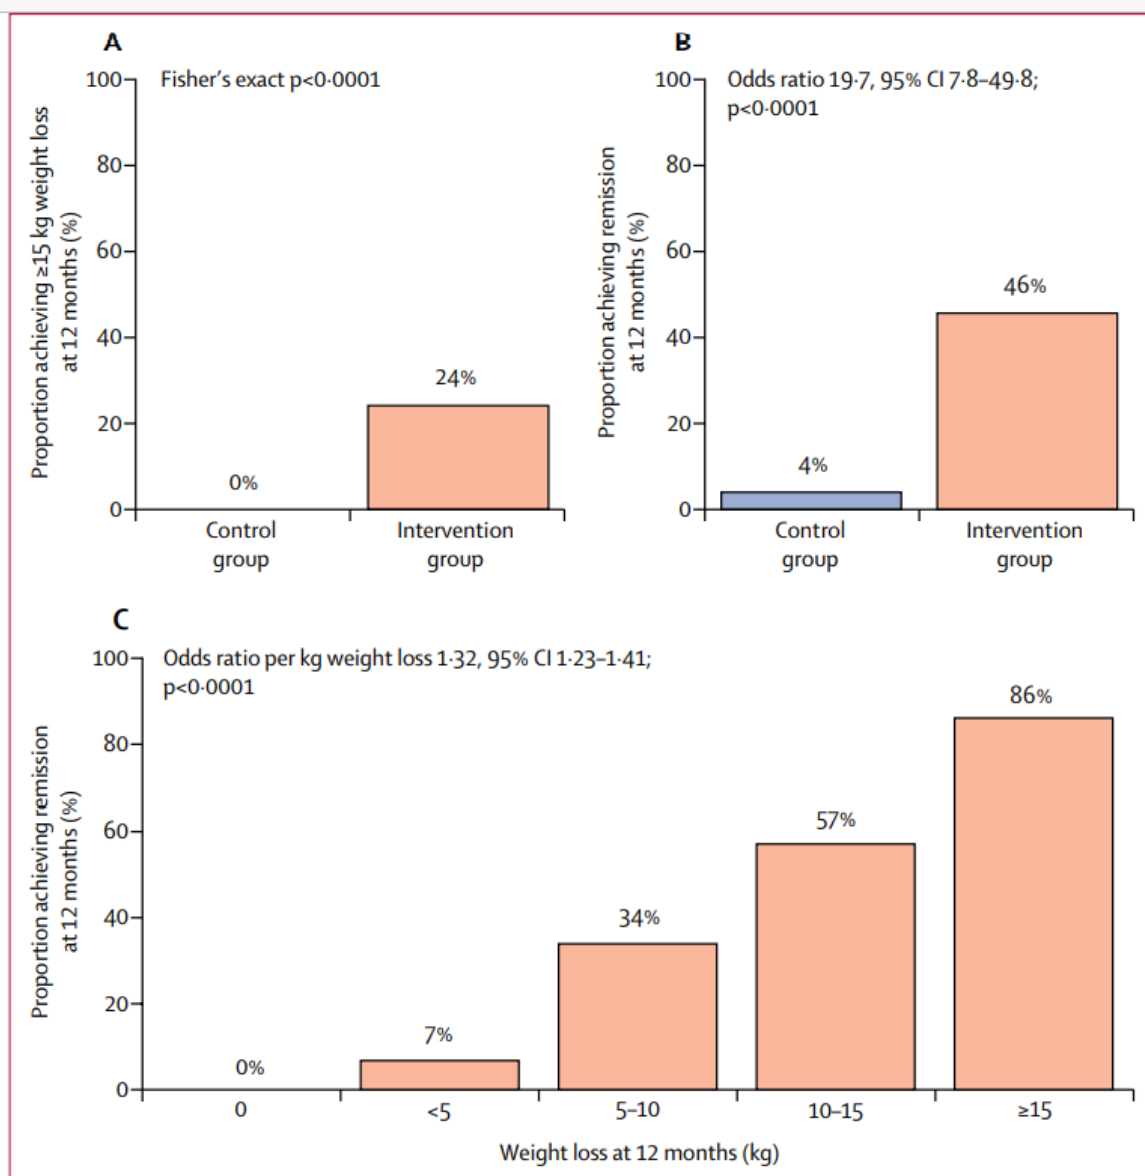 A
Fisher's exact p<0·0001
Proportion achieving ≥15 kg weight loss
at 12 months (%)
100
80
60
40
20
0
0%
24%
Control
group
Intervention
group
B
Odds ratio 19·7, 95% CI 7·8–49·8;
p<0·0001
Proportion achieving remission
at 12 months (%)
100
80
60
40
20
0
4%
46%
Control
group
Intervention
group
C
Odds ratio per kg weight loss 1·32, 95% CI 1·23–1·41;
p<0·0001
Proportion achieving remission
at 12 months (%)
100
80
60
40
20
0
0%
7%
34%
57%
86%
0
<5
5–10
10–15
≥15
Weight loss at 12 months (kg)